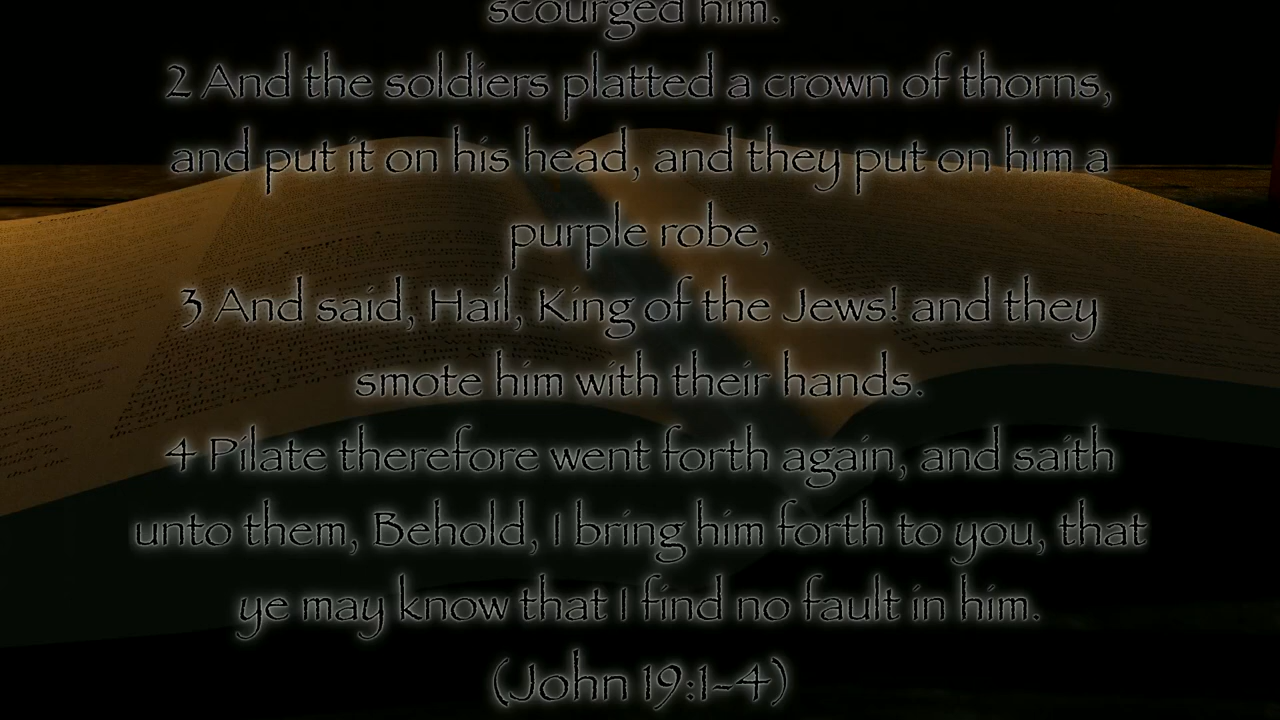 scourged him.
2 And the soldiers platted a crown of thorns,
and put it on his head, and they put on him a
purple robe,
3 And said, Hail, King of the Jews! and they
smote him with their hands.
4 Pilate therefore went forth again, and saith
unto them, Behold, I bring him forth to you, that
ye may know that I find no fault in him.
(John 19:1-4)